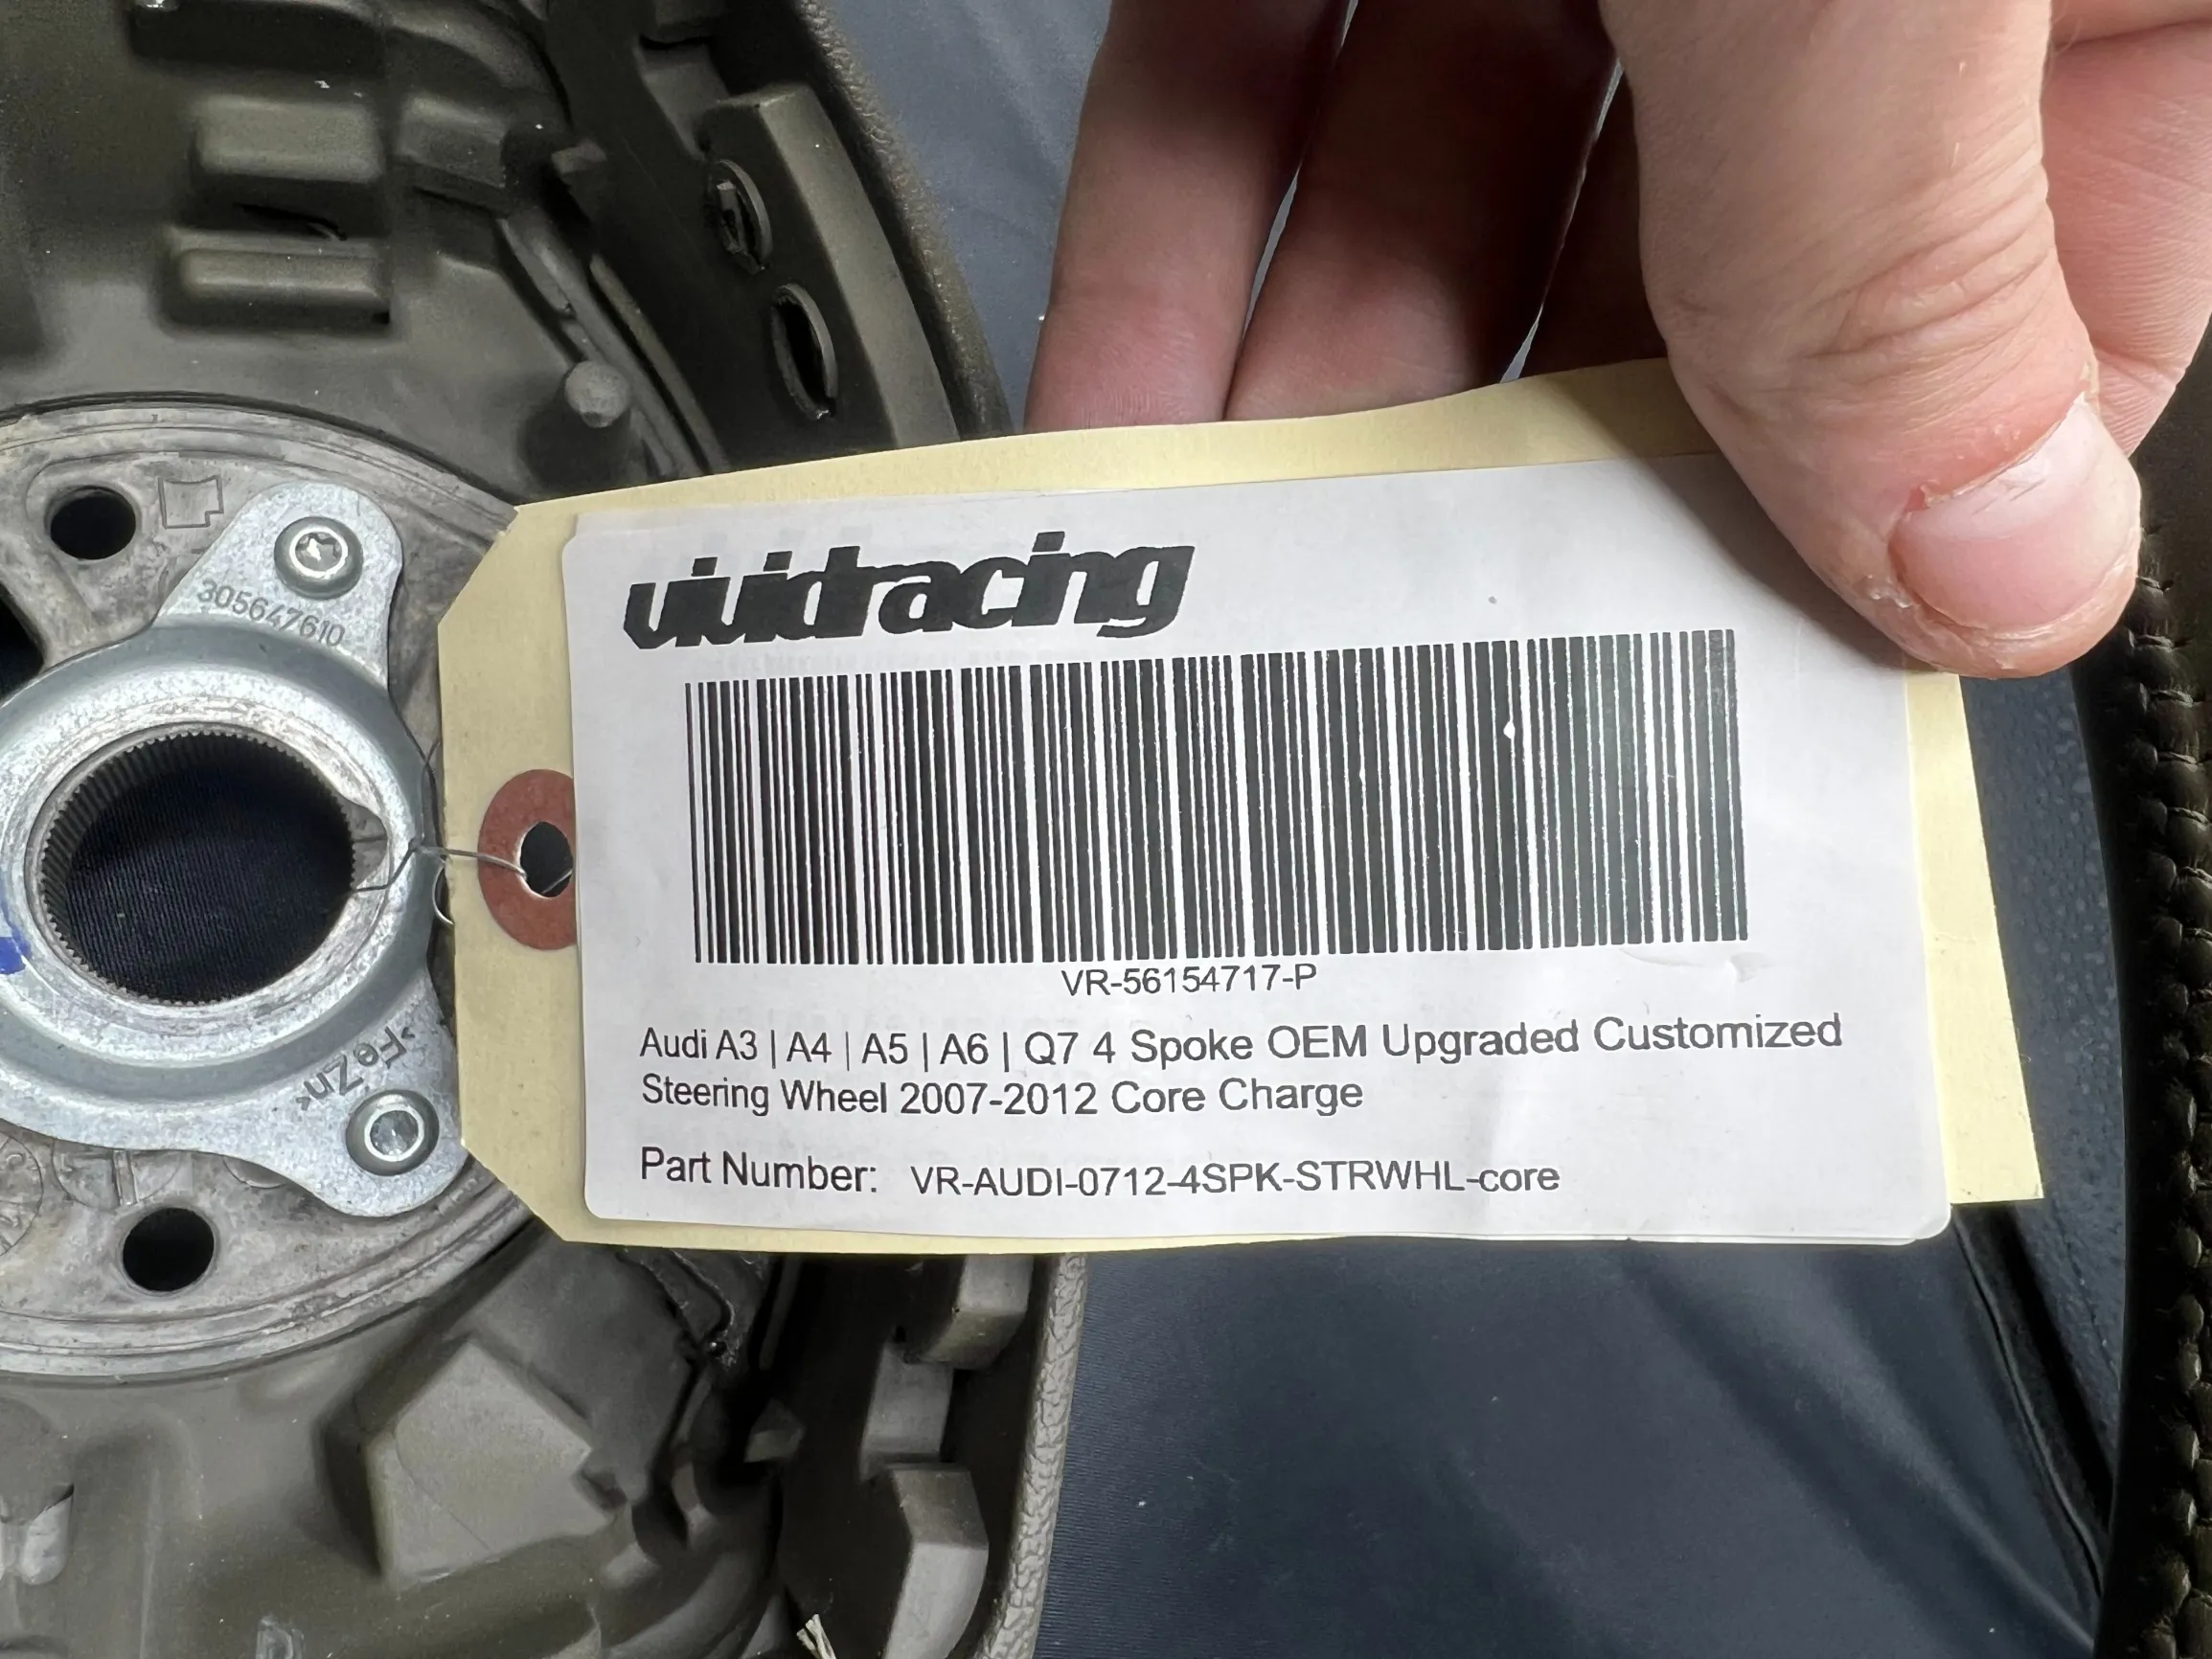 vividracing
305647610
VR-56154717-P
Audi A3 | A4 | A5 | A6 | Q7 4 Spoke OEM Upgraded Customized
Steering Wheel 2007-2012 Core Charge
Part Number: VR-AUDI-0712-4SPK-STRWHL-core
>FeZn<